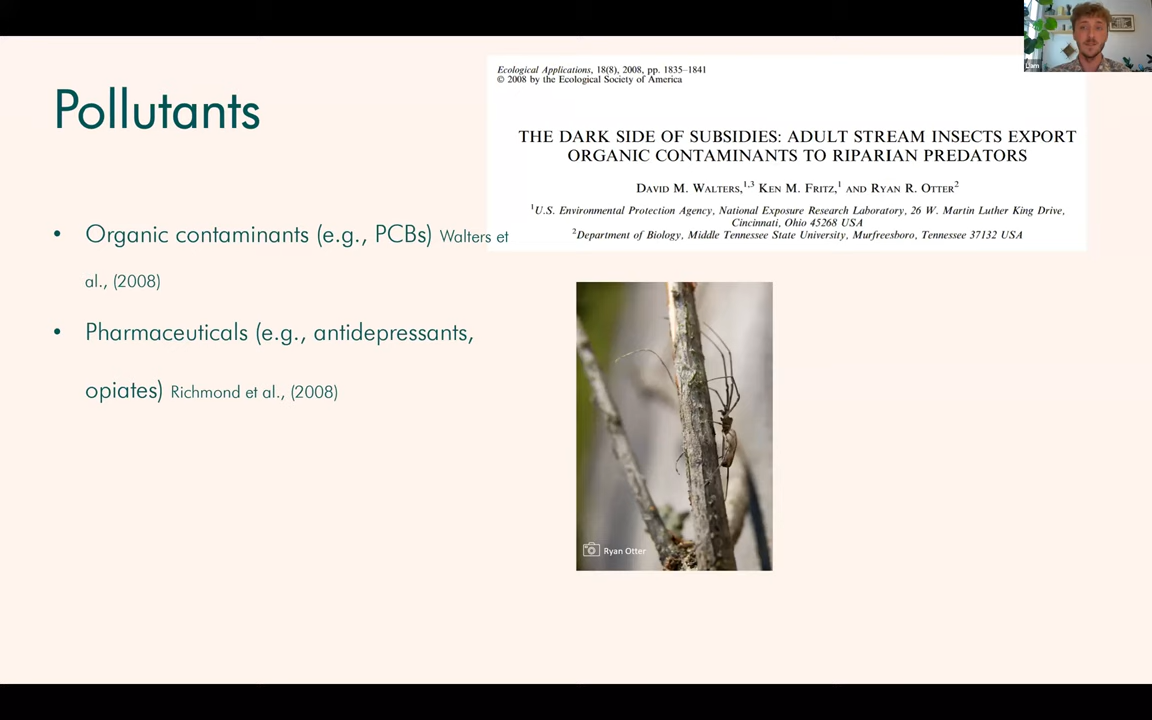 Liam
Ecological Applications, 18(8), 2008, pp. 1835–1841
© 2008 by the Ecological Society of America
Pollutants
THE DARK SIDE OF SUBSIDIES: ADULT STREAM INSECTS EXPORT
ORGANIC CONTAMINANTS TO RIPARIAN PREDATORS
DAVID M. WALTERS,1,3 KEN M. FRITZ,1 AND RYAN R. OTTER2
1U.S. Environmental Protection Agency, National Exposure Research Laboratory, 26 W. Martin Luther King Drive,
Cincinnati, Ohio 45268 USA
2Department of Biology, Middle Tennessee State University, Murfreesboro, Tennessee 37132 USA
• Organic contaminants (e.g., PCBs) Walters et
al., (2008)
• Pharmaceuticals (e.g., antidepressants,
opiates) Richmond et al., (2008)
Ryan Otter